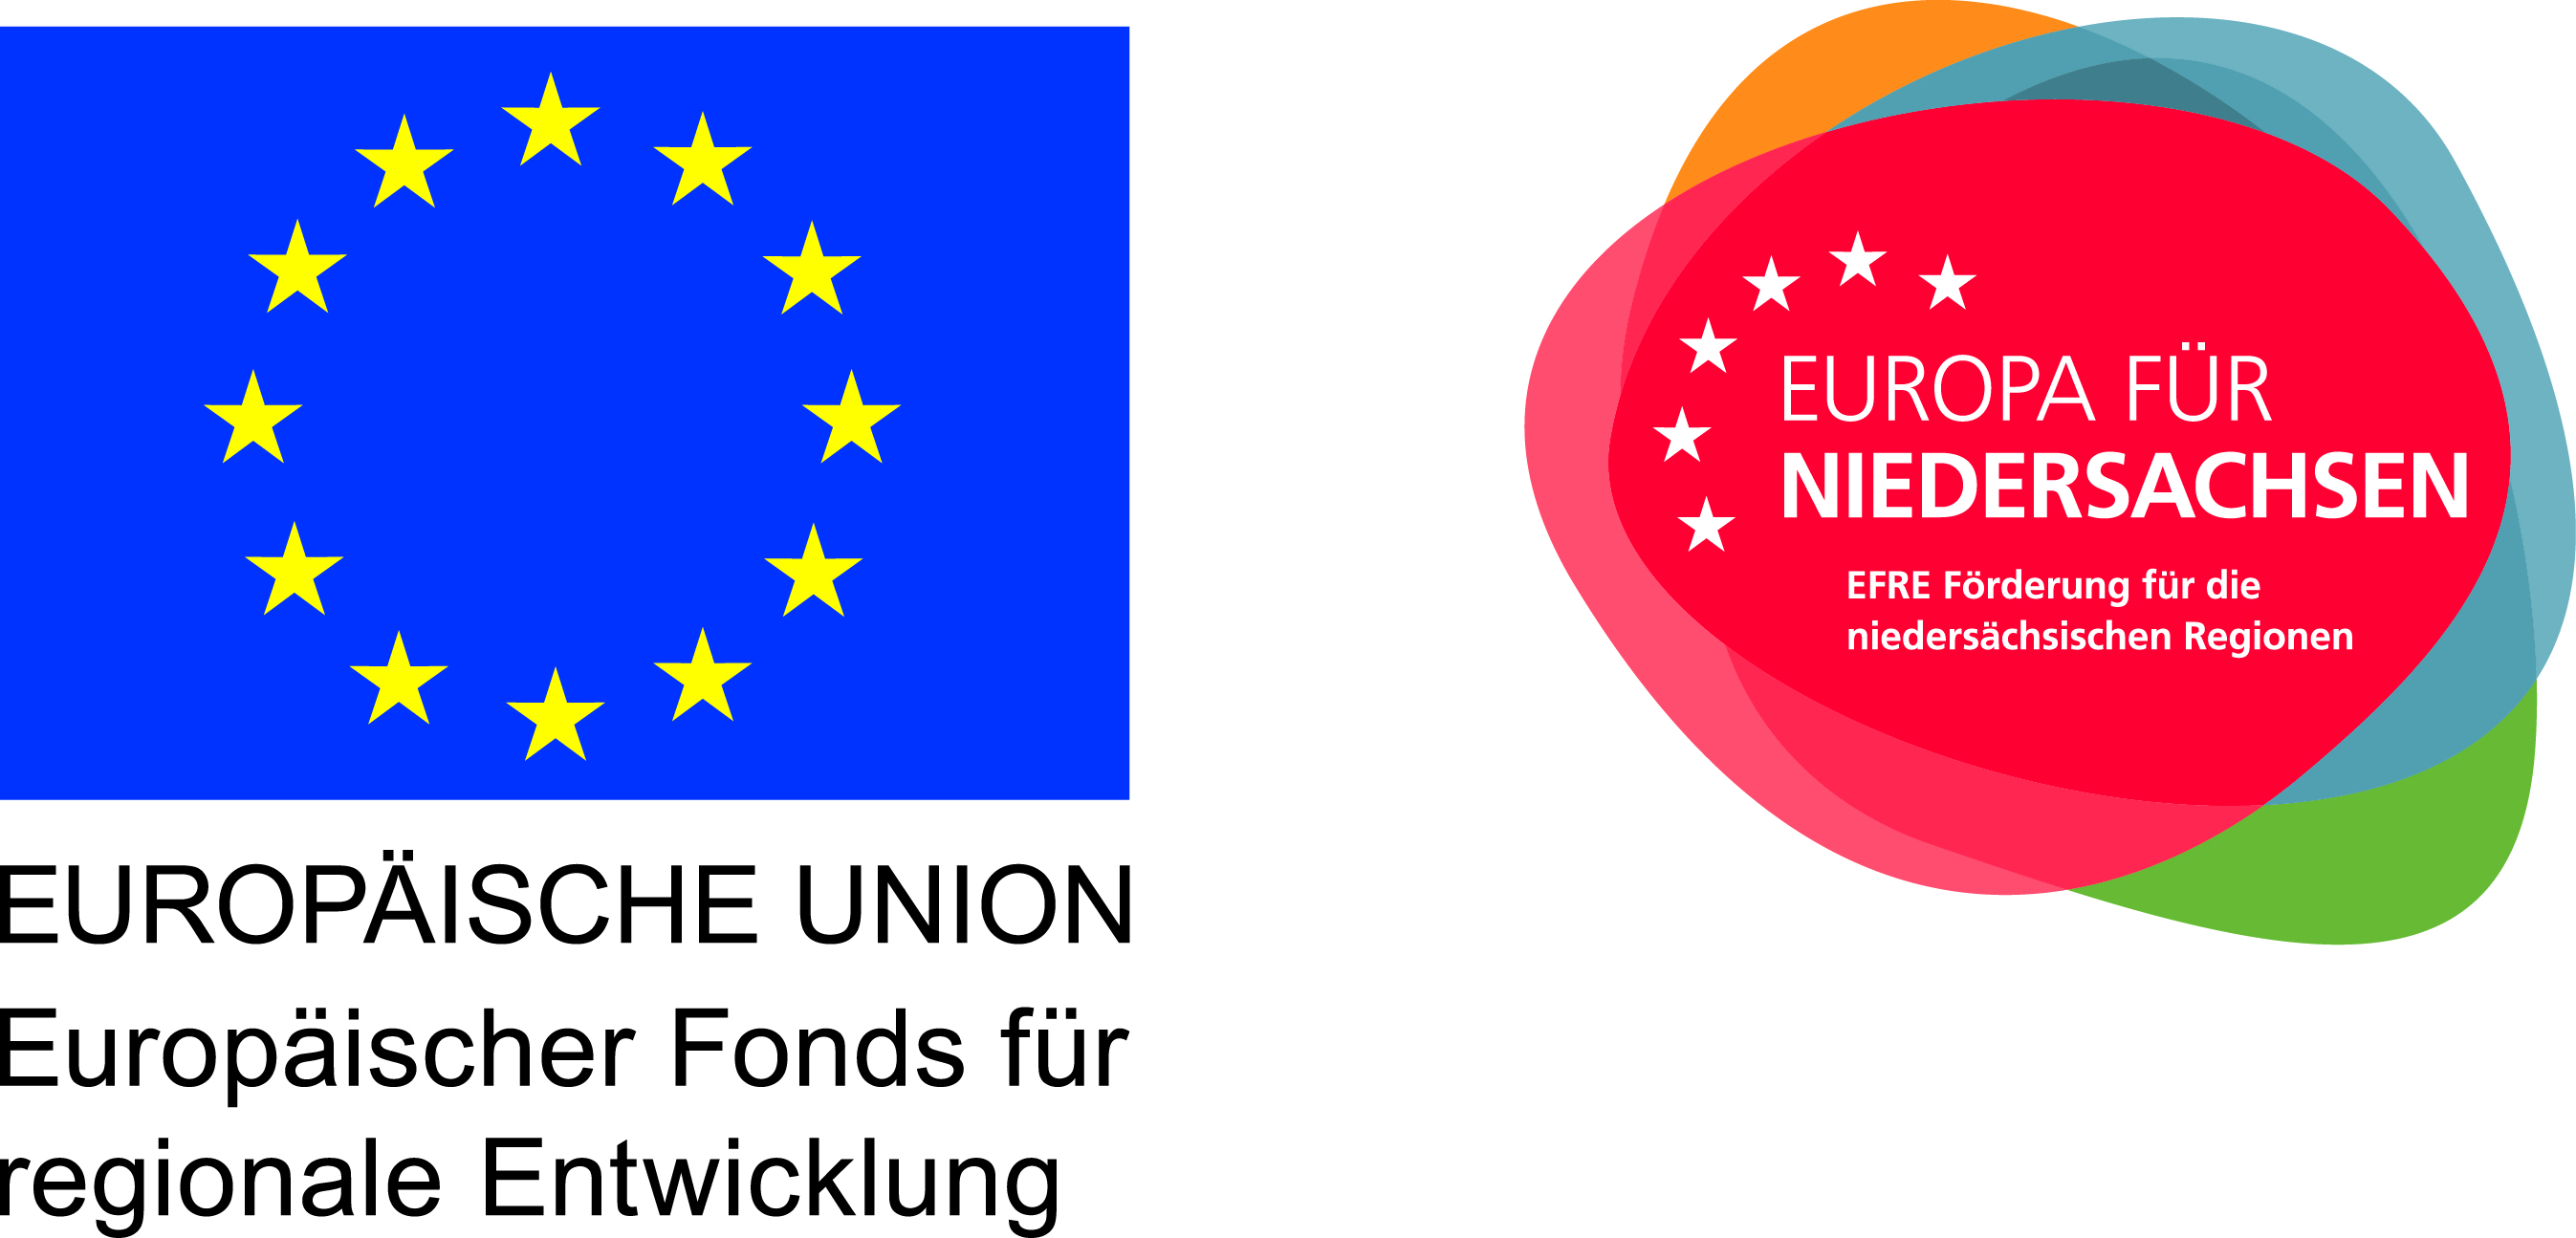 EUROPÄISCHE UNION
Europäischer Fonds für
regionale Entwicklung
EUROPA FÜR
NIEDERSACHSEN
EFRE Förderung für die
niedersächsischen Regionen